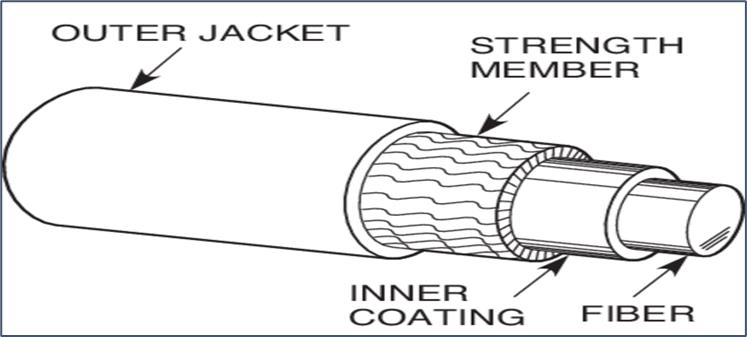 OUTER JACKET
STRENGTH
MEMBER
INNER
COATING
FIBER